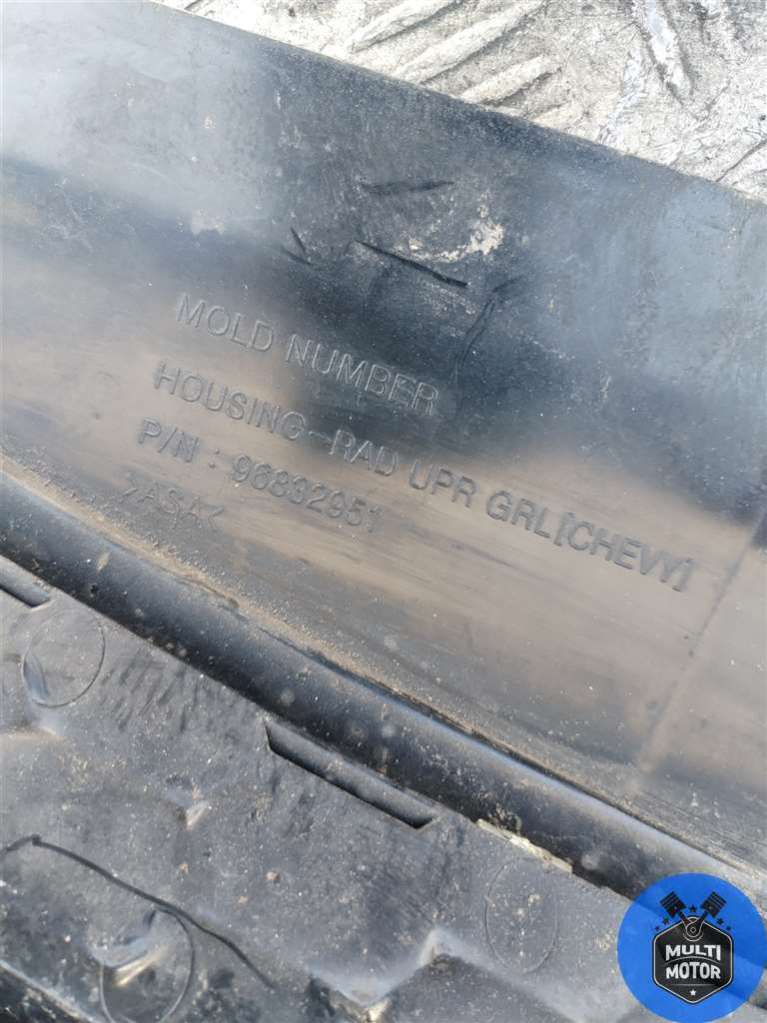 MOLD NUMBER
HOUSING-RAD UPR GRL[CHEVY]
P/N : 96832951
>ASA<
MULTI
MOTOR